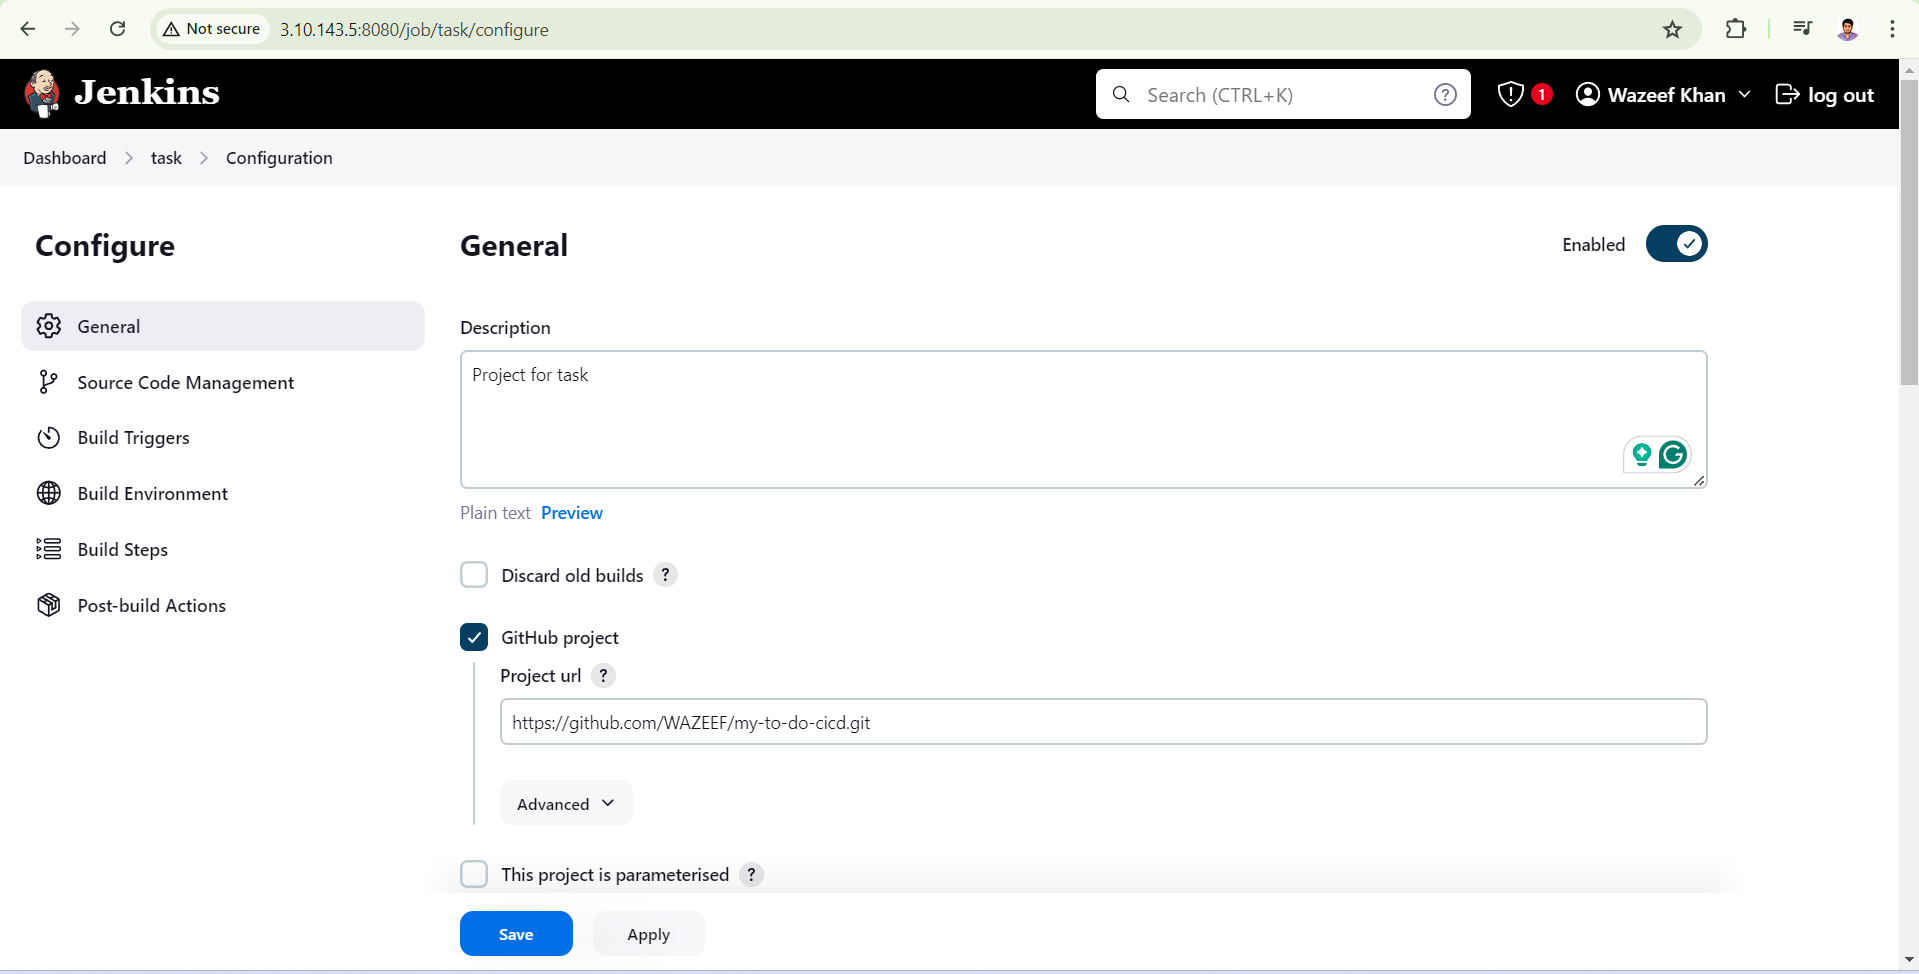 Not secure 3.10.143.5:8080/job/task/configure
Jenkins
Search (CTRL+K) ?
1
Wazeef Khan
log out
Dashboard > task > Configuration
Configure
General
Source Code Management
Build Triggers
Build Environment
Build Steps
Post-build Actions
General
Enabled
Description
Project for task
Plain text Preview
Discard old builds ?
GitHub project
Project url ?
https://github.com/WAZEEF/my-to-do-cicd.git
Advanced
This project is parameterised ?
Save Apply